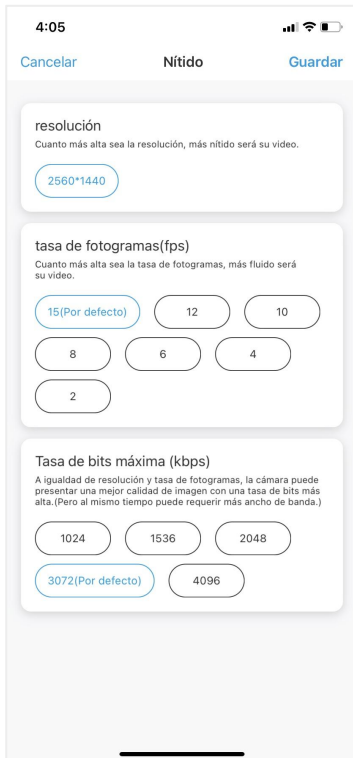 4:05
Cancelar
Nítido
Guardar
resolución
Cuanto más alta sea la resolución, más nítido será su video.
2560*1440
tasa de fotogramas(fps)
Cuanto más alta sea la tasa de fotogramas, más fluido será
su video.
15(Por defecto)
12
10
8
6
4
2
Tasa de bits máxima (kbps)
A igualdad de resolución y tasa de fotogramas, la cámara puede
presentar una mejor calidad de imagen con una tasa de bits más
alta.(Pero al mismo tiempo puede requerir más ancho de banda.)
1024
1536
2048
3072(Por defecto)
4096